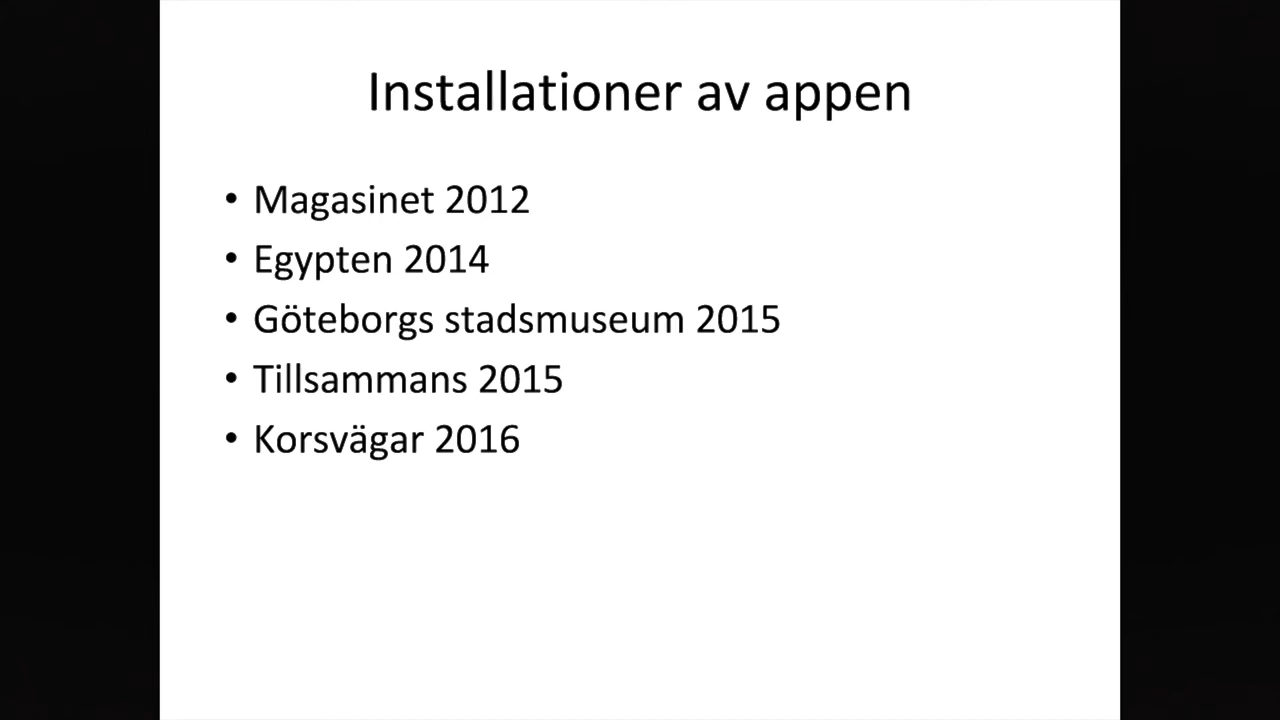 Installationer av appen
• Magasinet 2012
• Egypten 2014
• Göteborgs stadsmuseum 2015
• Tillsammans 2015
• Korsvägar 2016